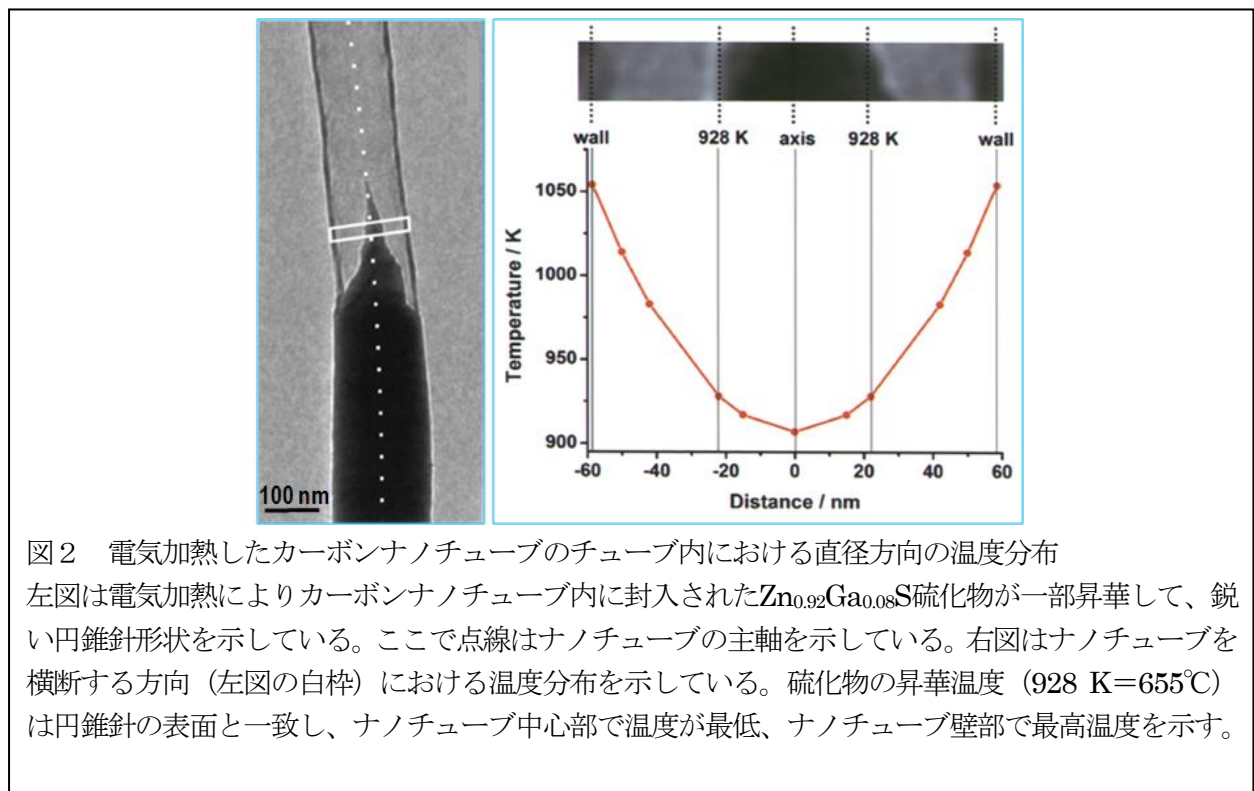 100 nm
wall 928 K axis 928 K wall
Temperature / K
1050
1000
950
900
-60 -40 -20 0 20 40 60
Distance / nm
図２　電気加熱したカーボンナノチューブのチューブ内における直径方向の温度分布
左図は電気加熱によりカーボンナノチューブ内に封入されたZn0.92Ga0.08S硫化物が一部昇華して、鋭
い円錐針形状を示している。ここで点線はナノチューブの主軸を示している。右図はナノチューブを
横断する方向（左図の白枠）における温度分布を示している。硫化物の昇華温度（928 K＝655℃）
は円錐針の表面と一致し、ナノチューブ中心部で温度が最低、ナノチューブ壁部で最高温度を示す。